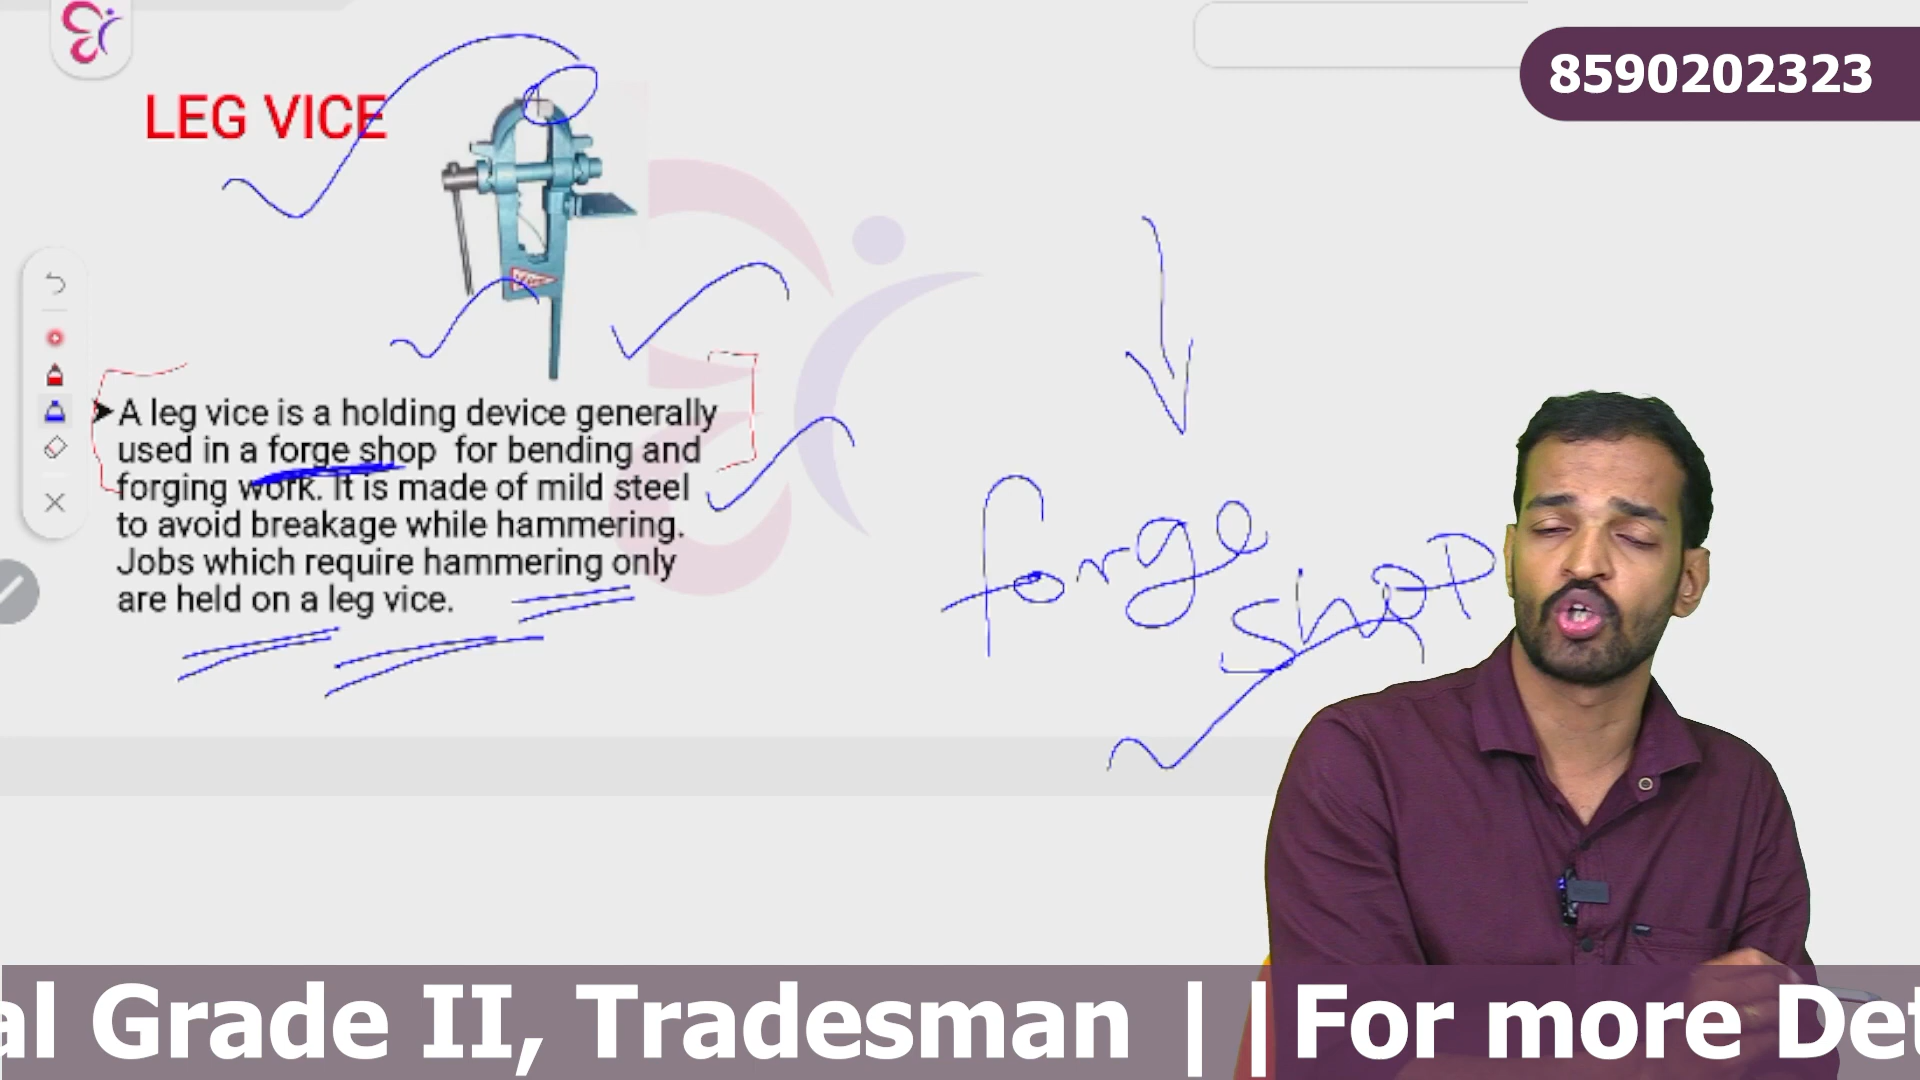 8590202323
LEG VICE
➤A leg vice is a holding device generally
used in a forge shop for bending and
forging work. It is made of mild steel
to avoid breakage while hammering.
Jobs which require hammering only
are held on a leg vice.
forge
shop
al Grade II, Tradesman || For more Det